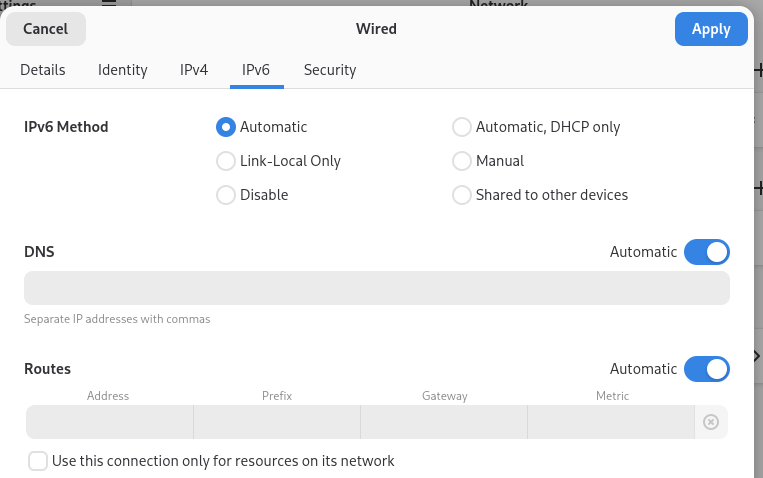 Cancel Wired Apply
Details Identity IPv4 IPv6 Security
IPv6 Method Automatic Automatic, DHCP only
Link-Local Only Manual
Disable Shared to other devices
DNS Automatic
Separate IP addresses with commas
Routes Automatic
Address Prefix Gateway Metric
Use this connection only for resources on its network